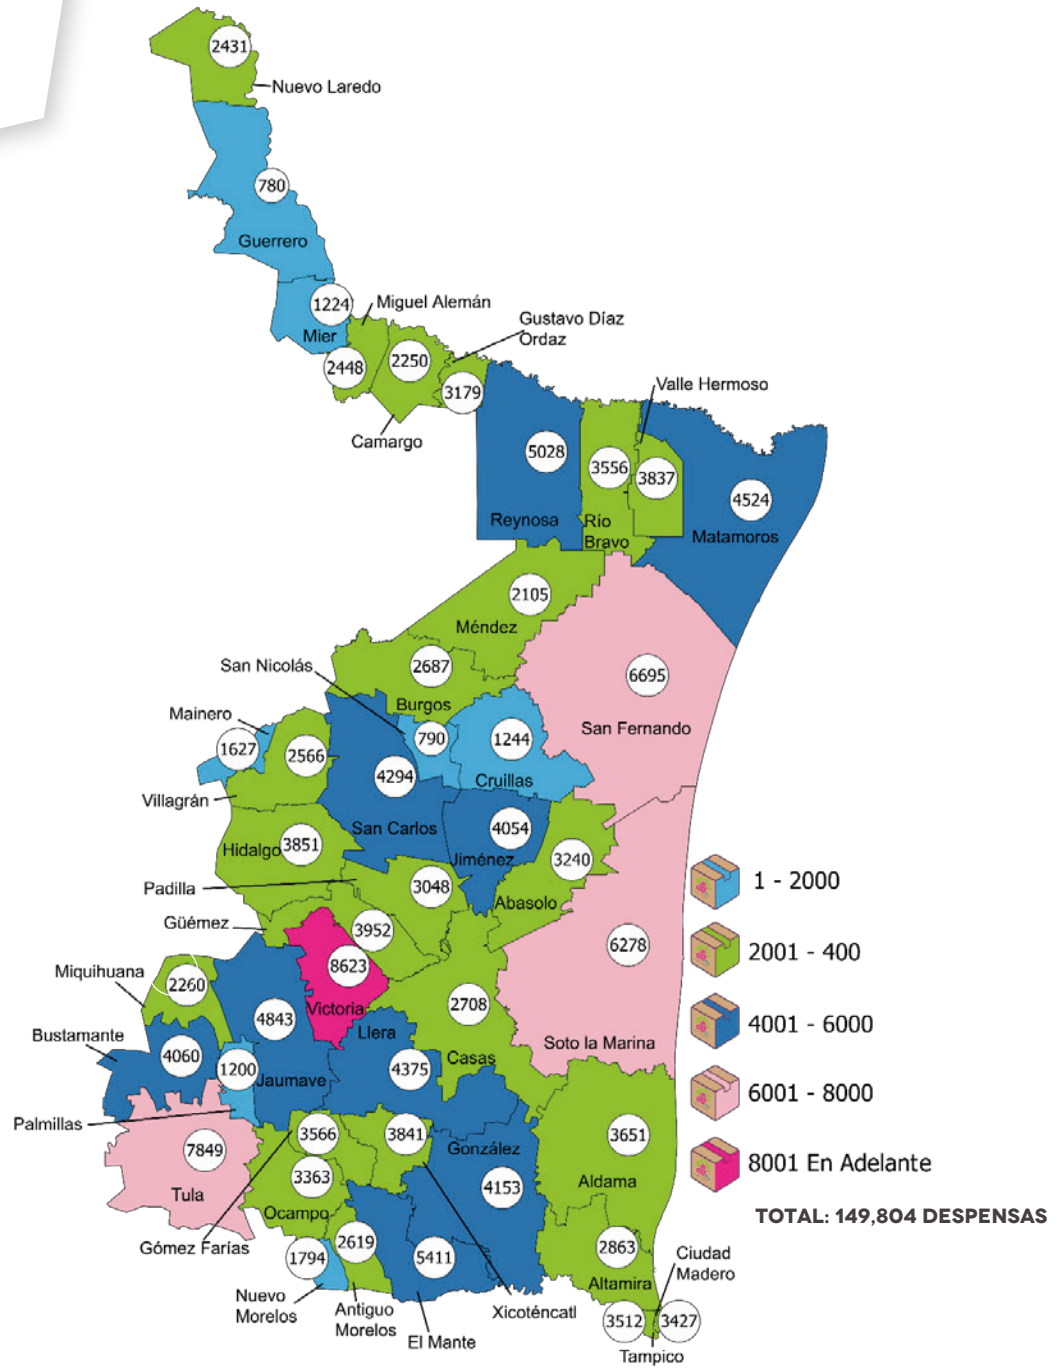 2431
Nuevo Laredo
780
Guerrero
1224
Mier
Miguel Alemán
2448
2250
Gustavo Díaz
Ordaz
3179
Camargo
Valle Hermoso
5028
3556
3837
4524
Reynosa
Río
Bravo
Matamoros
2105
Méndez
San Nicolás
2687
Burgos
6695
San Fernando
Mainero
1627
2566
790
1244
4294
Cruillas
Villagrán
San Carlos
4054
Jiménez
Hidalgo
3851
3240
Padilla
3048
Abasolo
1 - 2000
Güémez
3952
8623
6278
2001 - 400
Miquihuana
2260
Victoria
2708
4843
Llera
4001 - 6000
Bustamante
4060
1200
Jaumave
4375
Casas
Soto la Marina
6001 - 8000
Palmillas
7849
Tula
3566
3841
González
3651
3363
4153
Aldama
8001 En Adelante
Ocampo
TOTAL: 149,804 DESPENSAS
Gómez Farías
1794
2619
5411
2863
Altamira
Ciudad
Madero
Nuevo
Morelos
Antiguo
Morelos
El Mante
Xicoténcatl
3512
3427
Tampico